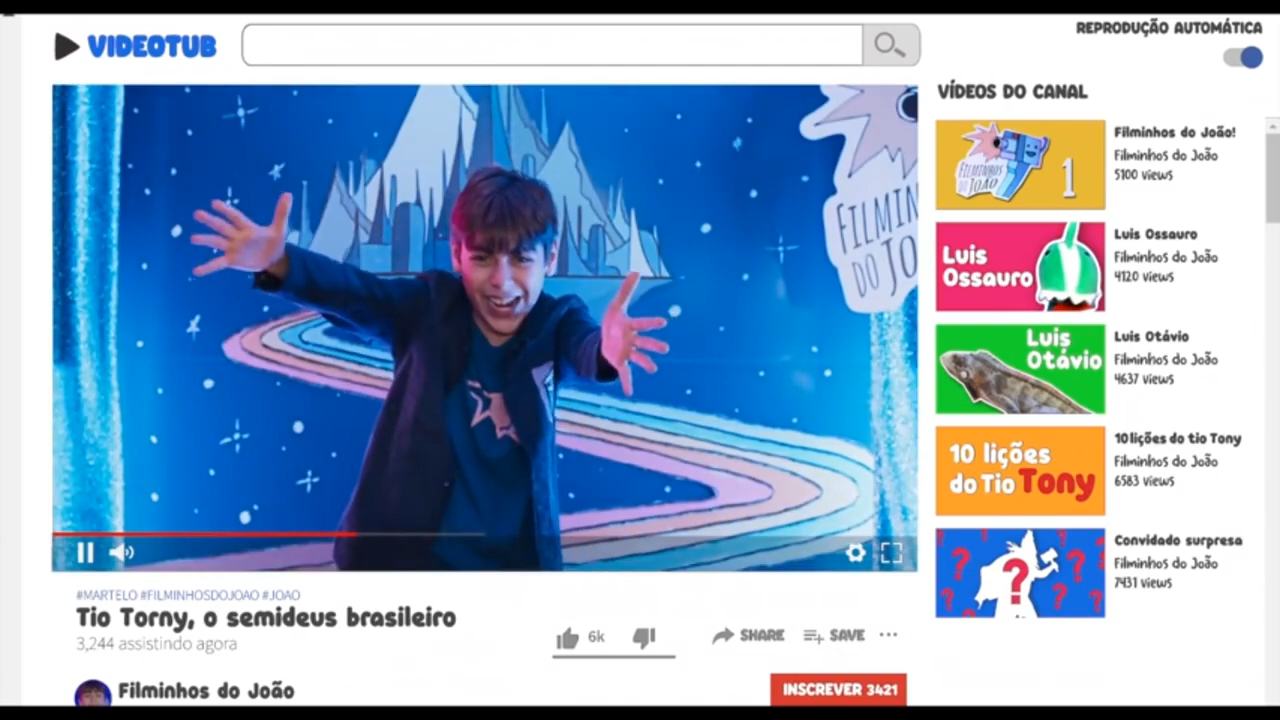 VIDEOTUB
REPRODUÇÃO AUTOMÁTICA
FILMIN
DO JO
#MARTELO #FILMINHOSDOJOAO #JOAO
Tio Torny, o semideus brasileiro
3,244 assistindo agora
6k
SHARE
SAVE
Filminhos do João
INSCREVER 3421
VÍDEOS DO CANAL
FILMINHOS
DO JOÃO
1
Filminhos do João!
Filminhos do João
5100 views
Luis
Ossauro
Luis Ossauro
Filminhos do João
4120 views
Luis
Otávio
Luis Otávio
Filminhos do João
4637 views
10 lições
do Tio Tony
10 lições do tio Tony
Filminhos do João
6583 views
? ? ? ? ? ? ?
Convidado surpresa
Filminhos do João
7431 views